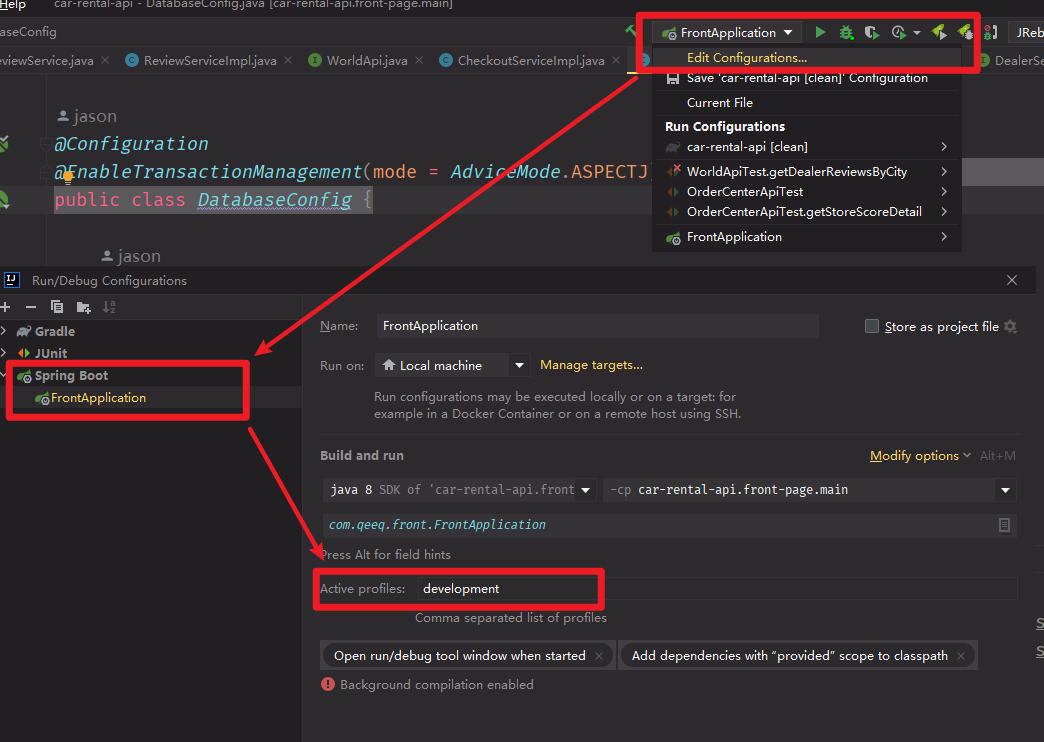 Help car-rental-api - DatabaseConfig.java [car-rental-api.front-page.main]
aseConfig
FrontApplication
JReb
eviewService.java ReviewServiceImpl.java WorldApi.java CheckoutServiceImpl.java DealerSe
Edit Configurations...
Save 'car-rental-api [clean]' Configuration
Current File
Run Configurations
car-rental-api [clean]
WorldApiTest.getDealerReviewsByCity
OrderCenterApiTest
OrderCenterApiTest.getStoreScoreDetail
FrontApplication
jason
@Configuration
@EnableTransactionManagement(mode = AdviceMode.ASPECTJ)
public class DatabaseConfig {
jason
Run/Debug Configurations
Gradle
JUnit
Spring Boot
FrontApplication
Name: FrontApplication
Store as project file
Run on: Local machine Manage targets...
Run configurations may be executed locally or on a target: for
example in a Docker Container or on a remote host using SSH.
Build and run
Modify options Alt+M
java 8 SDK of 'car-rental-api.front -cp car-rental-api.front-page.main
com.qeeq.front.FrontApplication
Press Alt for field hints
Active profiles: development
Comma separated list of profiles
Open run/debug tool window when started Add dependencies with “provided” scope to classpath
Background compilation enabled